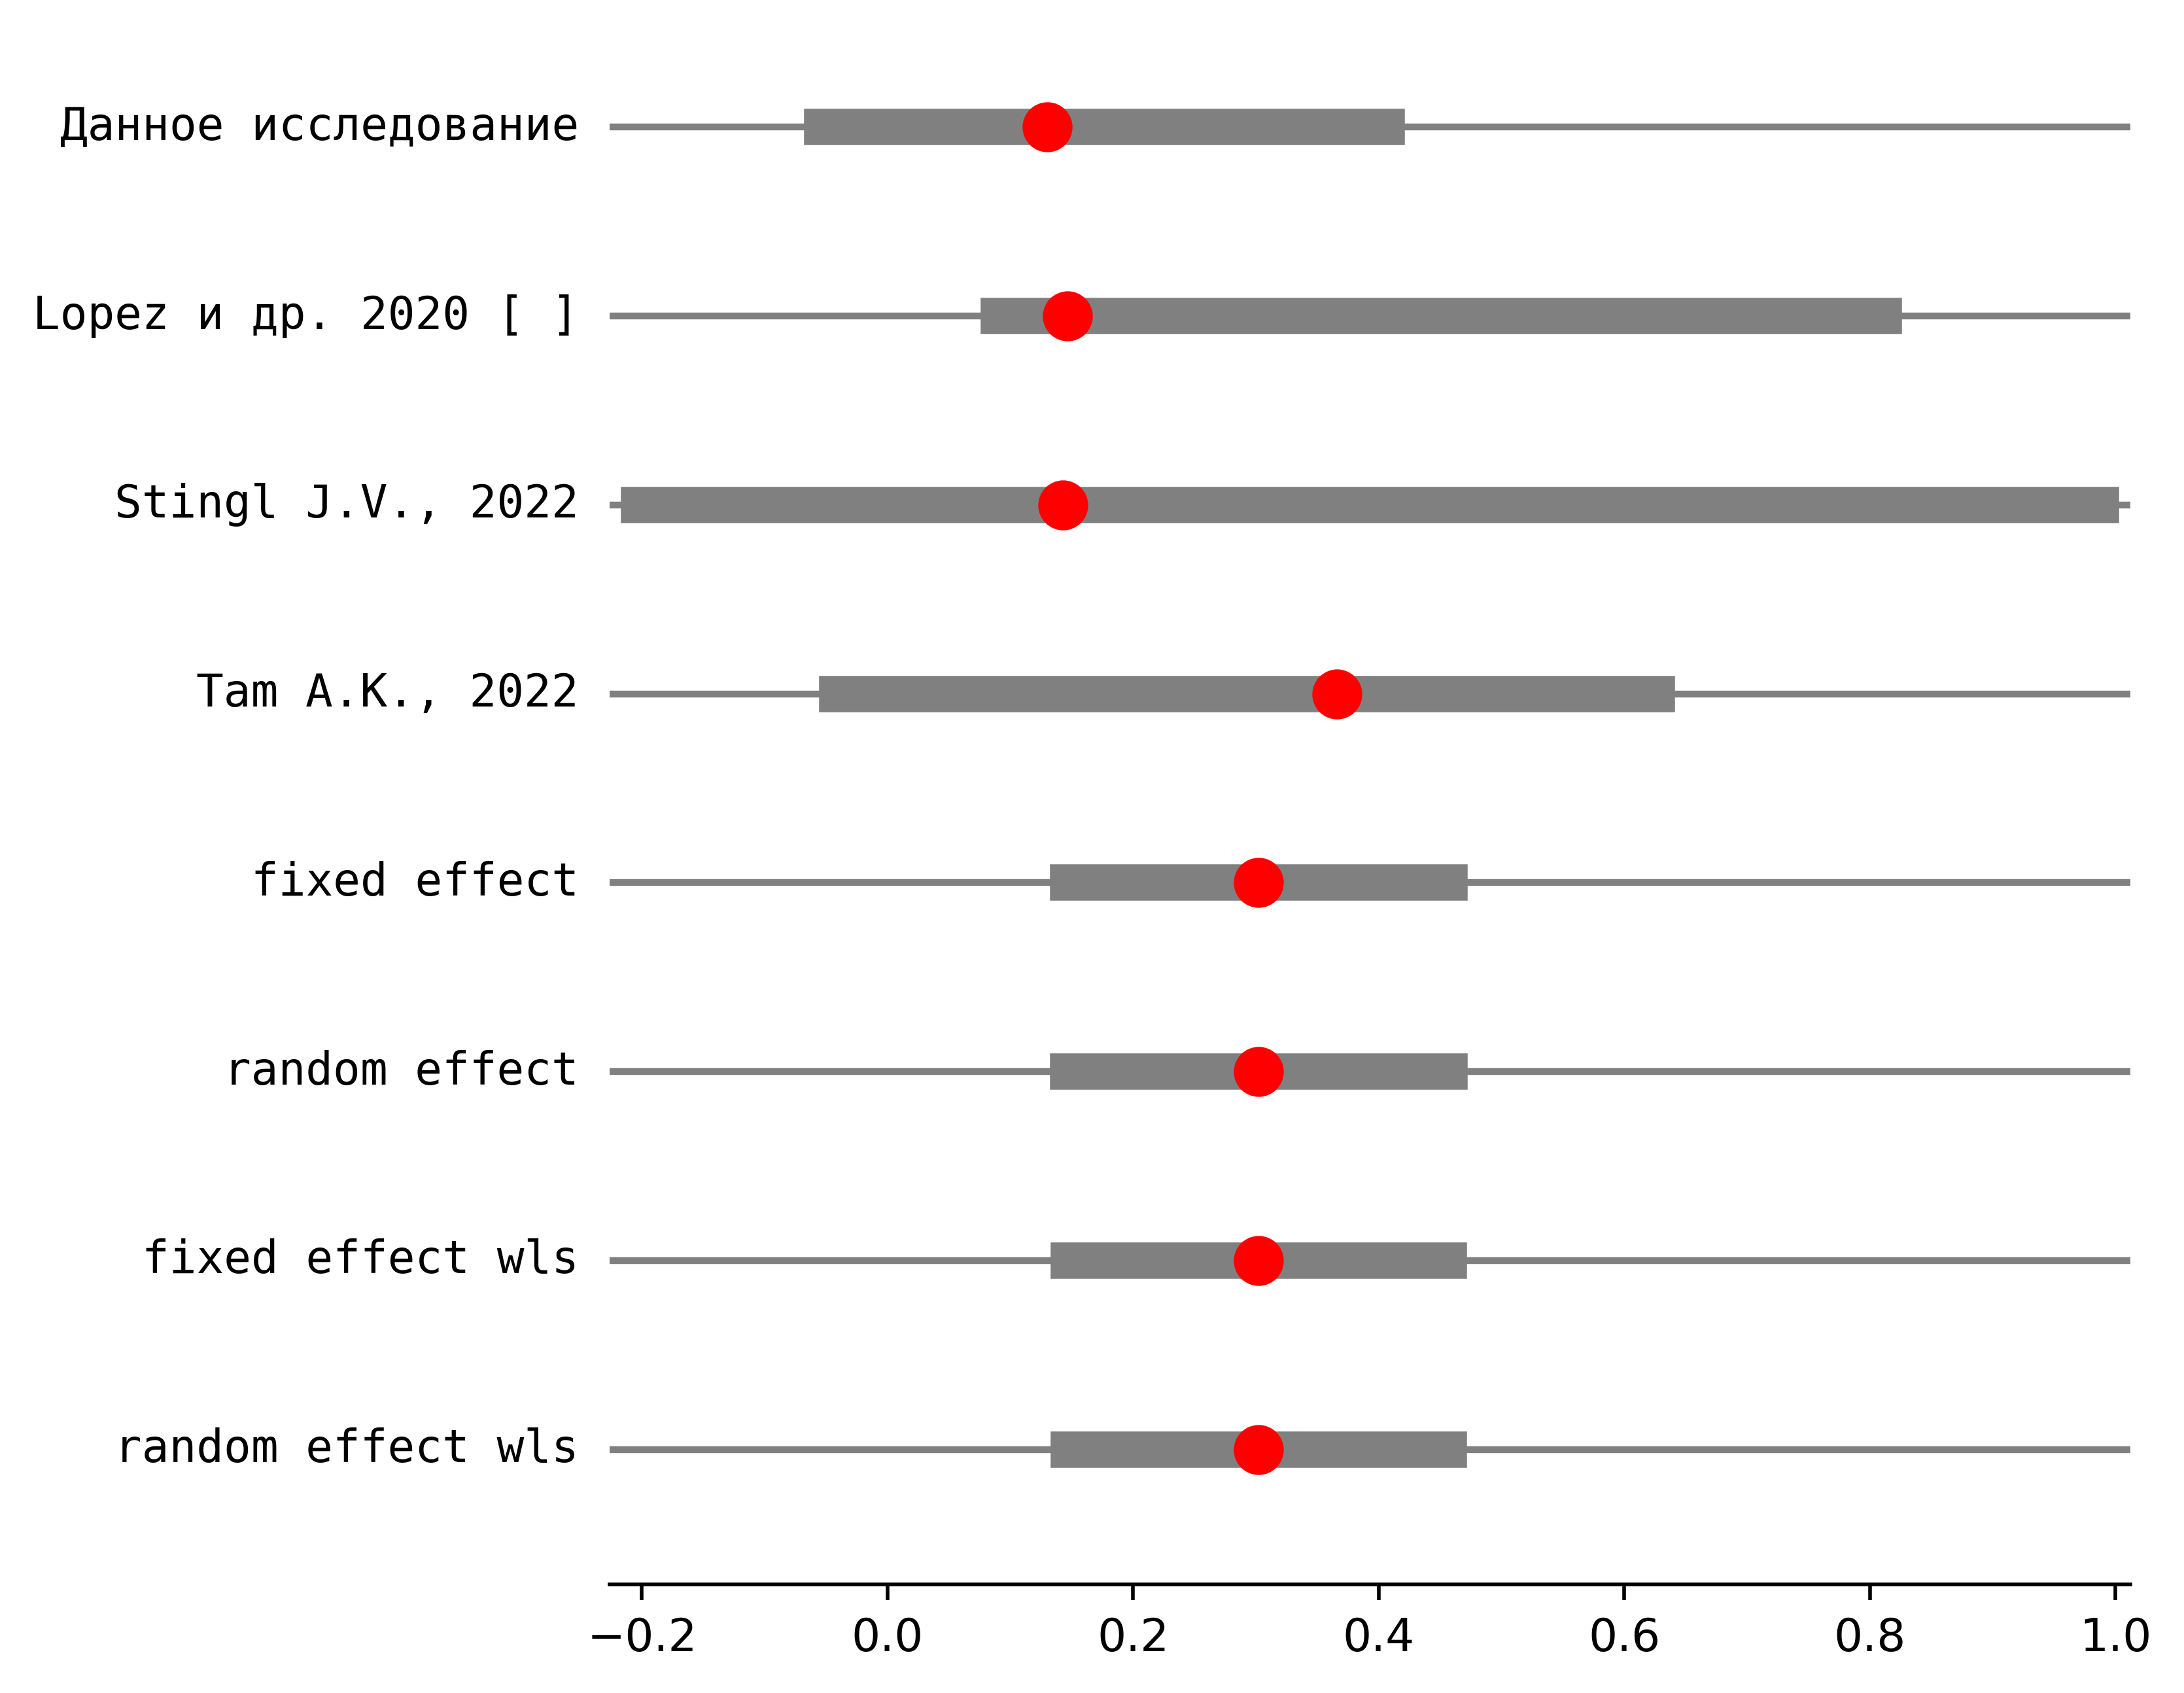 Данное исследование
Lopez и др. 2020 [ ]
Stingl J.V., 2022
Tam A.K., 2022
fixed effect
random effect
fixed effect wls
random effect wls
−0.2 0.0 0.2 0.4 0.6 0.8 1.0